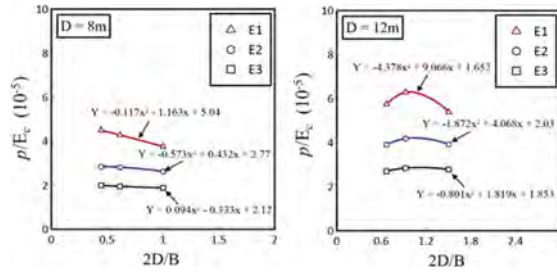 D = 8m
E1
E2
E3
Y = -0.117x² - 1.163x + 5.04
Y = -0.573x² + 0.432x + 2.77
Y = 0.094x² - 0.333x + 2.12
p/Ec (10⁻⁵)
10
8
6
4
2
0
0
0.5
1
1.5
2
2D/B
D = 12m
E1
E2
E3
Y = -4.378x² + 9.066x + 1.652
Y = -1.872x² + 4.068x + 2.03
Y = -0.801x² + 1.819x + 1.853
p/Ec (10⁻⁵)
10
8
6
4
2
0
0
0.6
1.2
1.8
2.4
3
2D/B